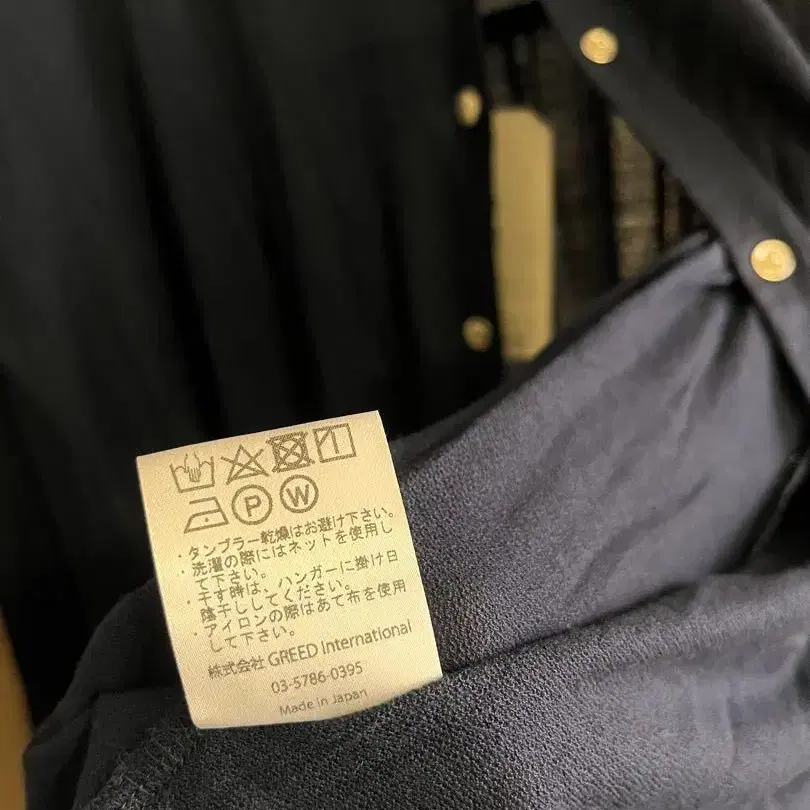 P W
・タンブラー乾燥はお避け下さい。
・洗濯の際にはネットを使用し
て下さい。
・干す時は、ハンガーに掛け日
陰干ししてください。
・アイロンの際はあて布を使用
して下さい。
株式会社 GREED International
03-5786-0395
Made in Japan